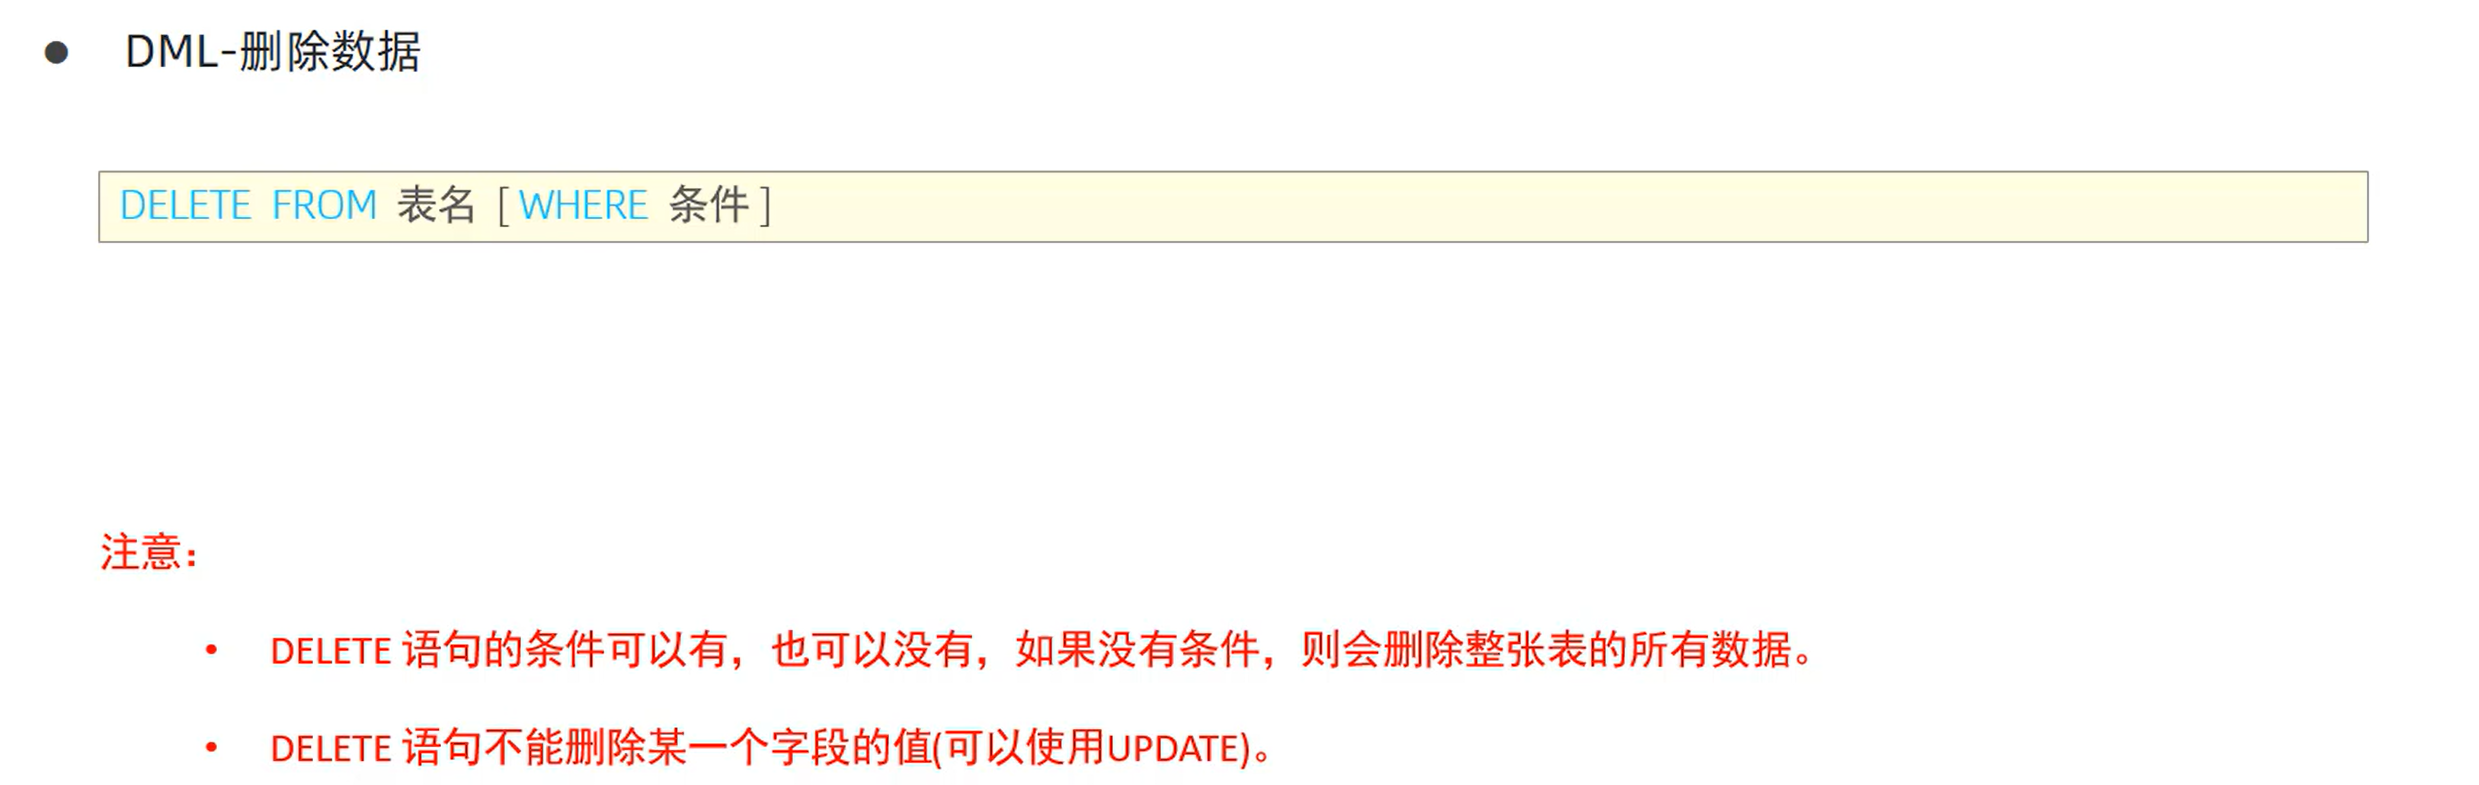 ● DML-删除数据
DELETE FROM 表名 [ WHERE 条件 ]
注意：
• DELETE 语句的条件可以有，也可以没有，如果没有条件，则会删除整张表的所有数据。
• DELETE 语句不能删除某一个字段的值(可以使用UPDATE)。